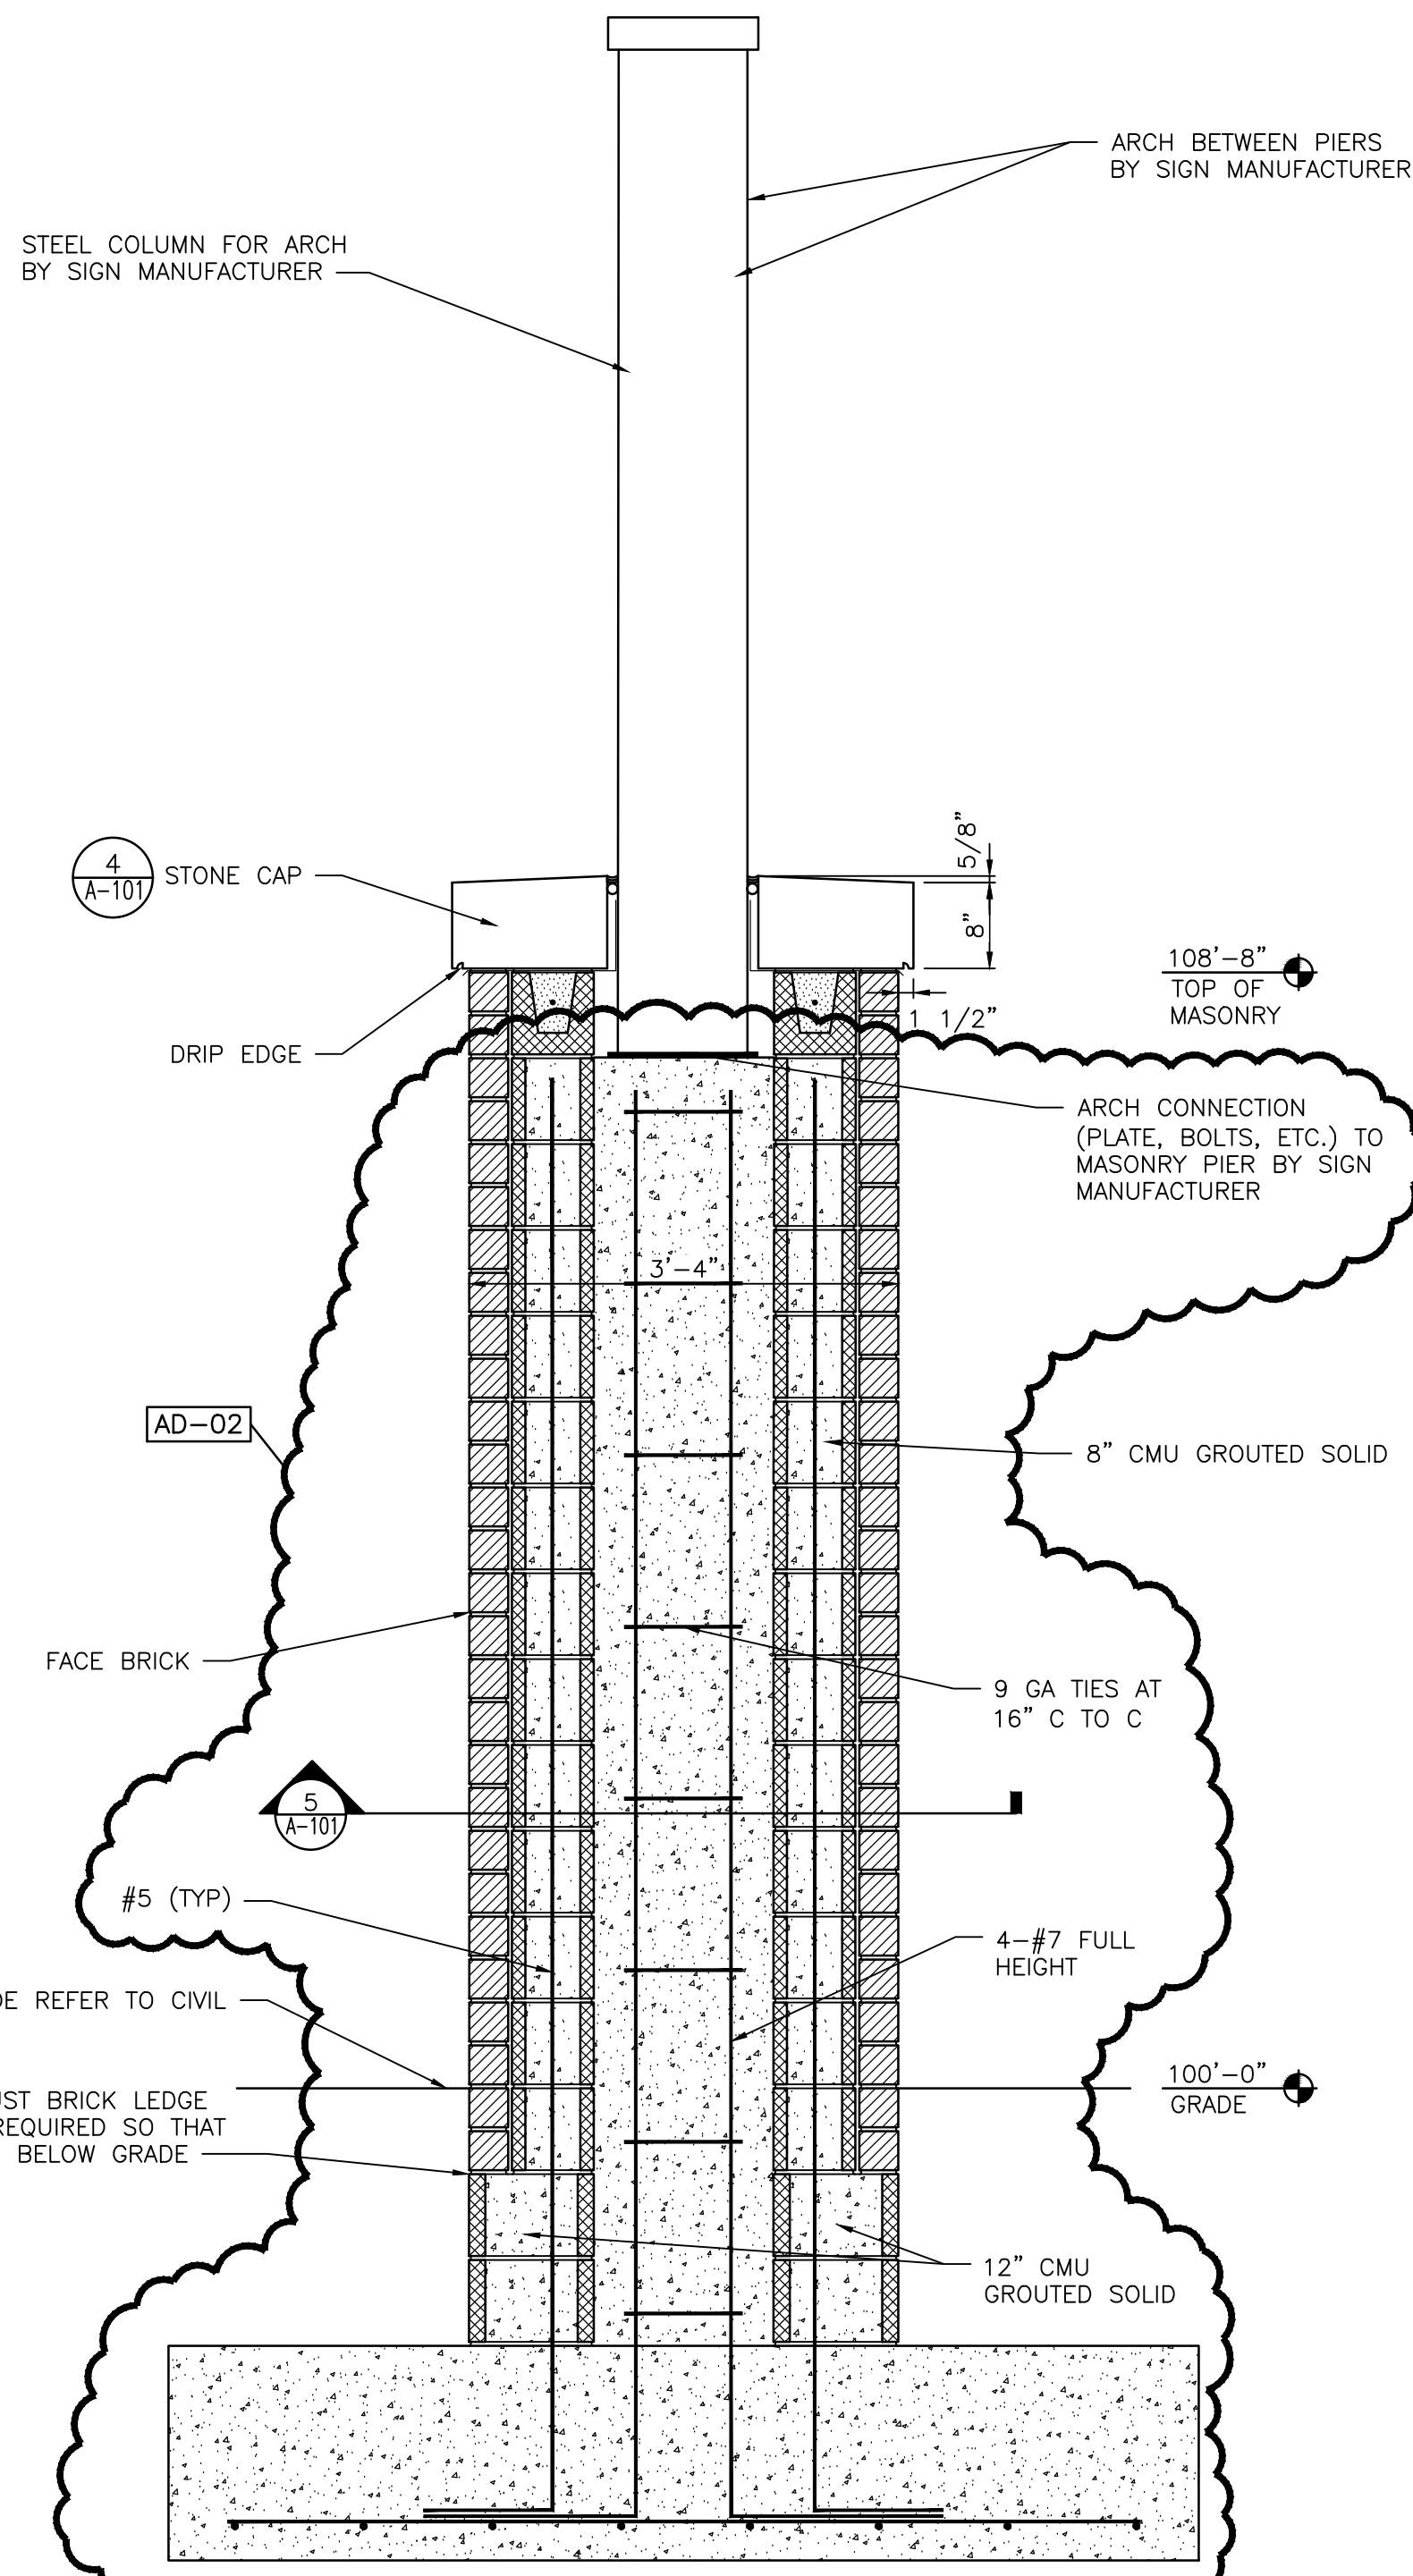 ARCH BETWEEN PIERS
BY SIGN MANUFACTURER
STEEL COLUMN FOR ARCH
BY SIGN MANUFACTURER
5/8"
4
A-101
STONE CAP
8"
108'-8"
TOP OF
MASONRY
1 1/2"
DRIP EDGE
ARCH CONNECTION
(PLATE, BOLTS, ETC.) TO
MASONRY PIER BY SIGN
MANUFACTURER
3'-4"
AD-02
8" CMU GROUTED SOLID
FACE BRICK
9 GA TIES AT
16" C TO C
5
A-101
#5 (TYP)
4-#7 FULL
HEIGHT
REFER TO CIVIL
100'-0"
GRADE
BRICK LEDGE
REQUIRED SO THAT
BELOW GRADE
12" CMU
GROUTED SOLID